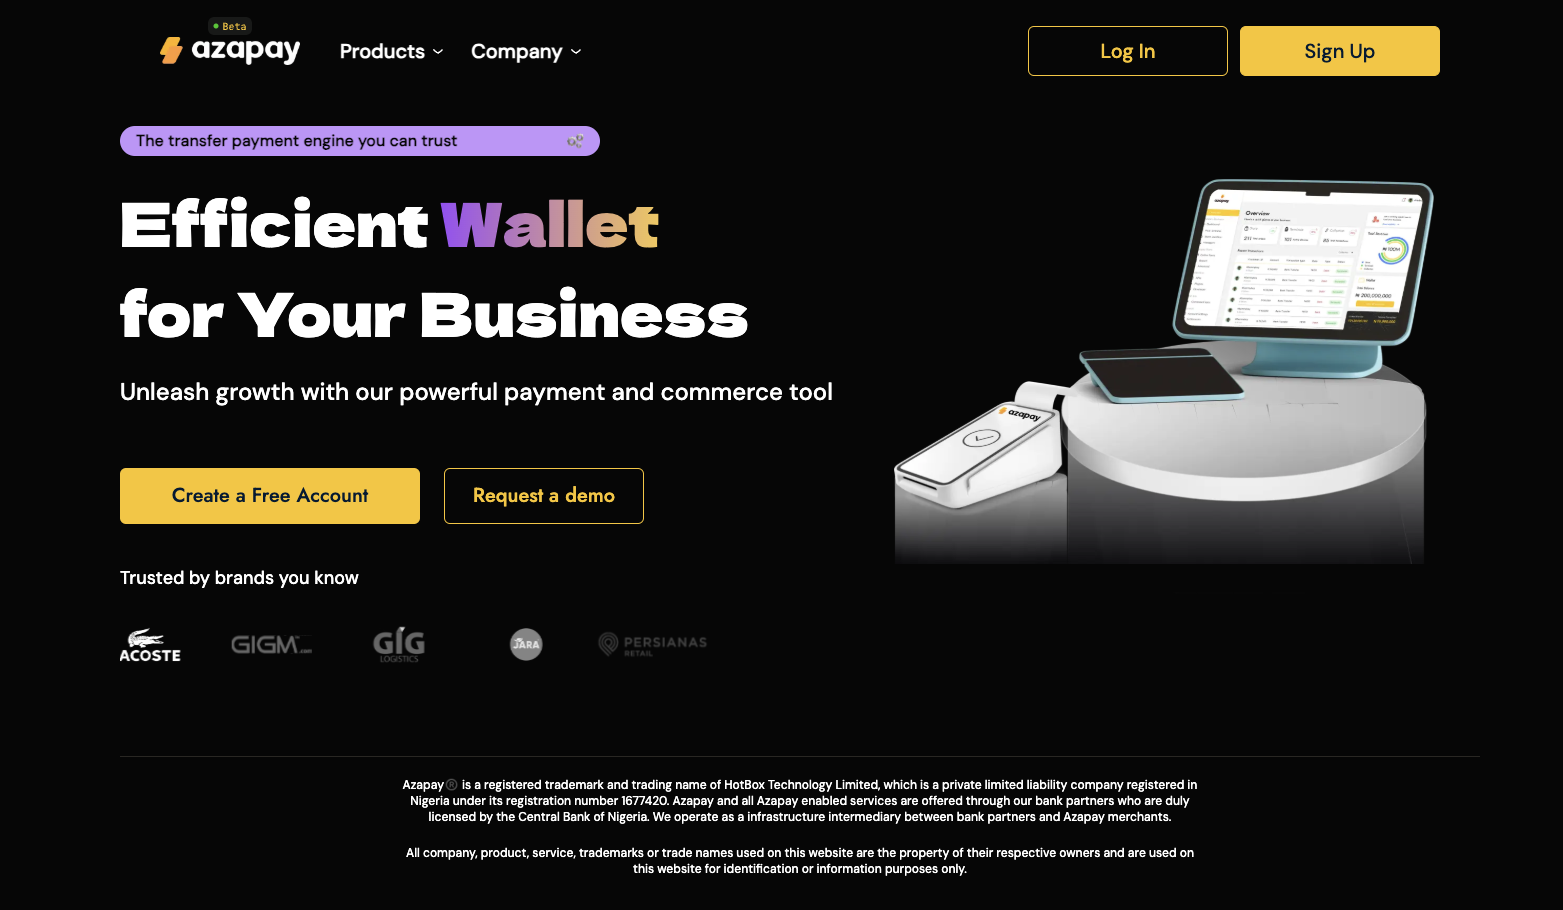 Beta
azapay
Products
Company
Log In
Sign Up
The transfer payment engine you can trust
Efficient Wallet
for Your Business
Unleash growth with our powerful payment and commerce tool
azapay
Overview
₦ 100M
₦ 200,000,000
azapay
Create a Free Account
Request a demo
Trusted by brands you know
ACOSTE
GIGM.com
GIG
LOGISTICS
JARA
PERSIANAS
RETAIL
Azapay® is a registered trademark and trading name of HotBox Technology Limited, which is a private limited liability company registered in
Nigeria under its registration number 1677420. Azapay and all Azapay enabled services are offered through our bank partners who are duly
licensed by the Central Bank of Nigeria. We operate as a infrastructure intermediary between bank partners and Azapay merchants.
All company, product, service, trademarks or trade names used on this website are the property of their respective owners and are used on
this website for identification or information purposes only.